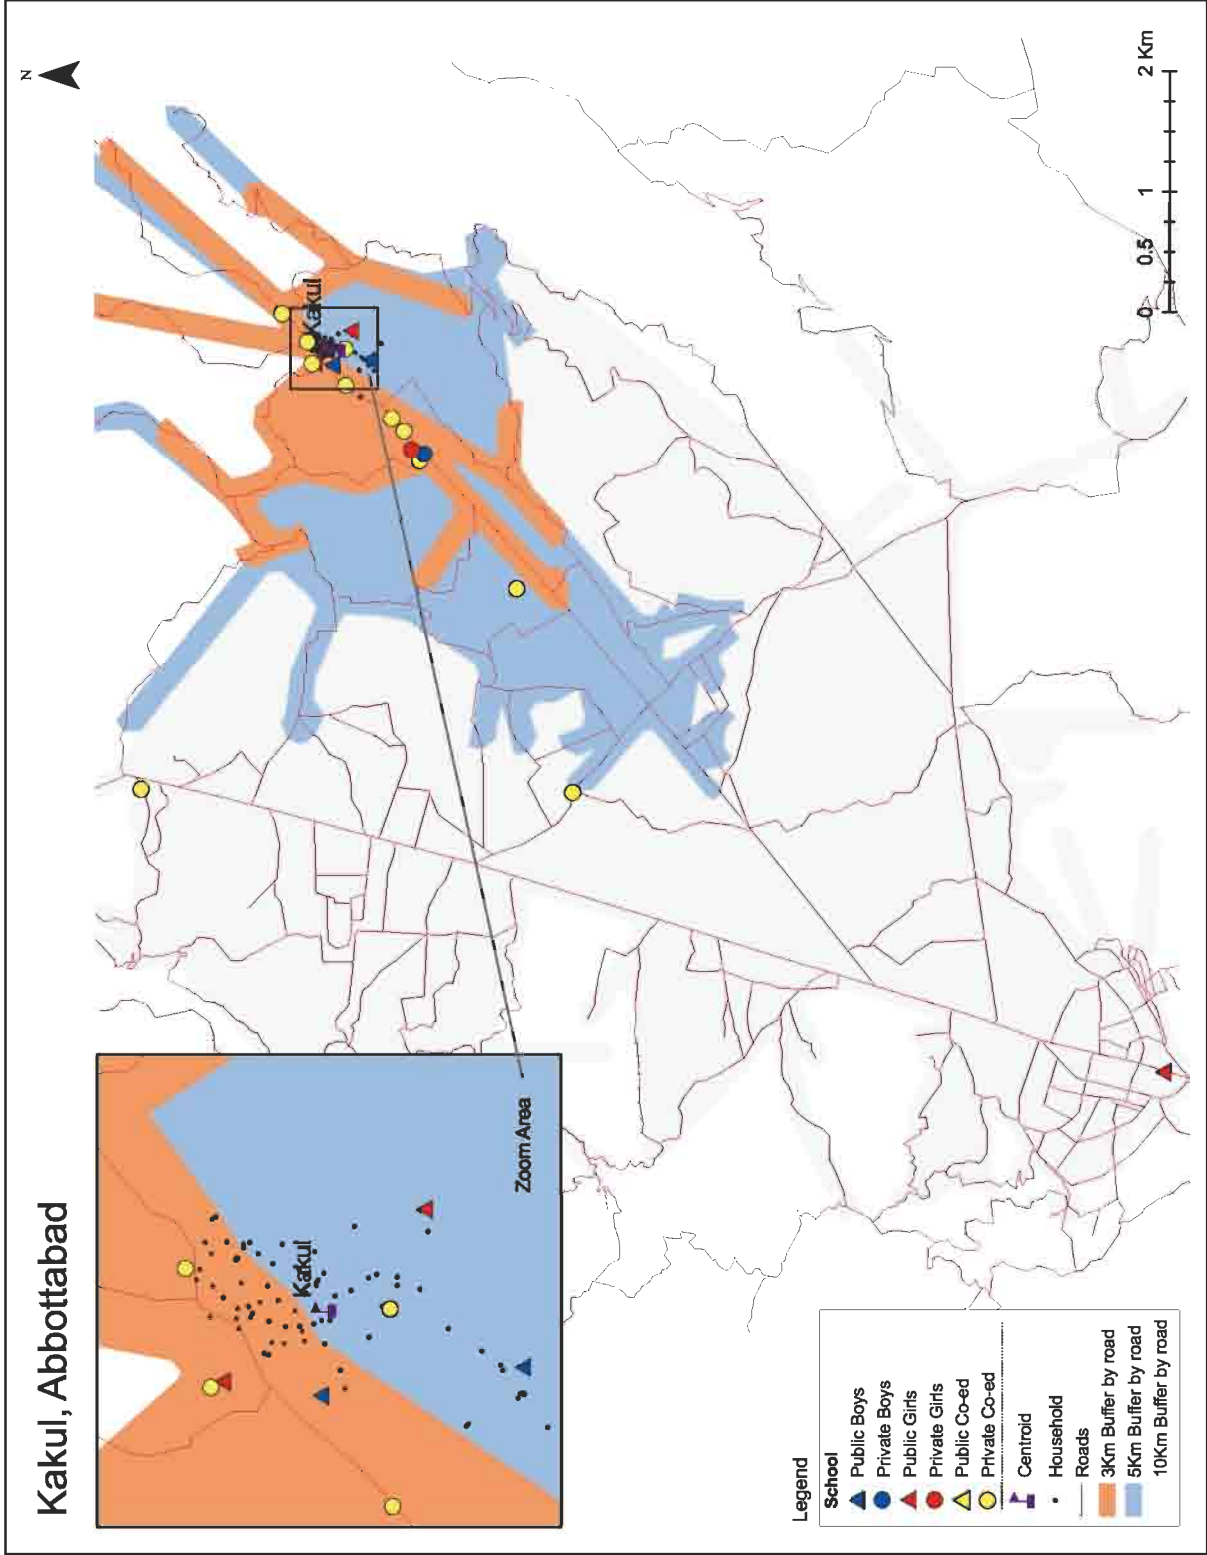 Kakul, Abbottabad
N
Kakul
Kakul
Zoom Area
Legend
School
Public Boys
Private Boys
Public Girls
Private Girls
Public Co-ed
Private Co-ed
Centroid
Household
Roads
3Km Buffer by road
5Km Buffer by road
10Km Buffer by road
0 0.5 1 2 Km